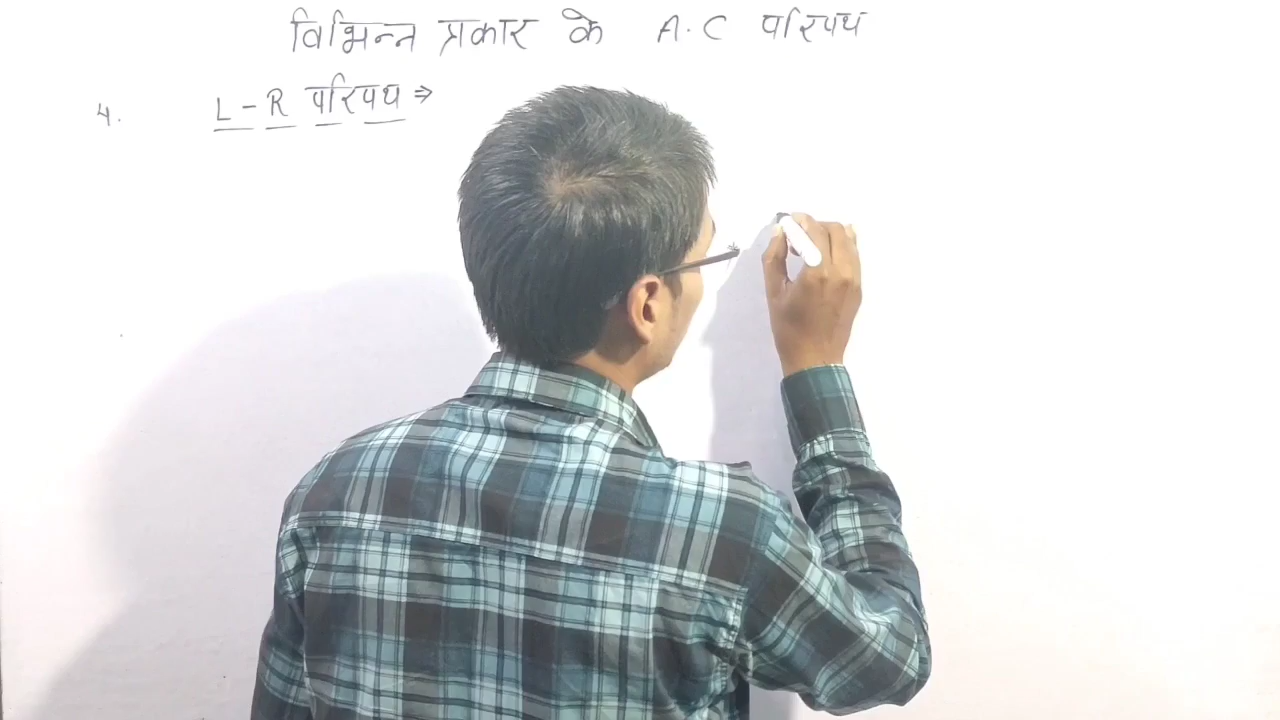 विभिन्न प्रकार के A.C परिपथ
4. L-R परिपथ ⇒